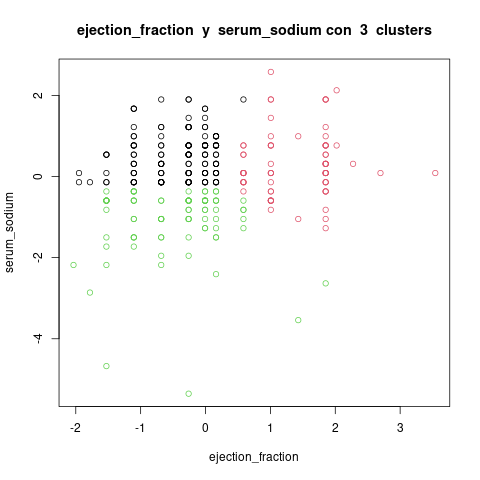 ejection_fraction y serum_sodium con 3 clusters
serum_sodium
2
0
-2
-4
-2 -1 0 1 2 3
ejection_fraction